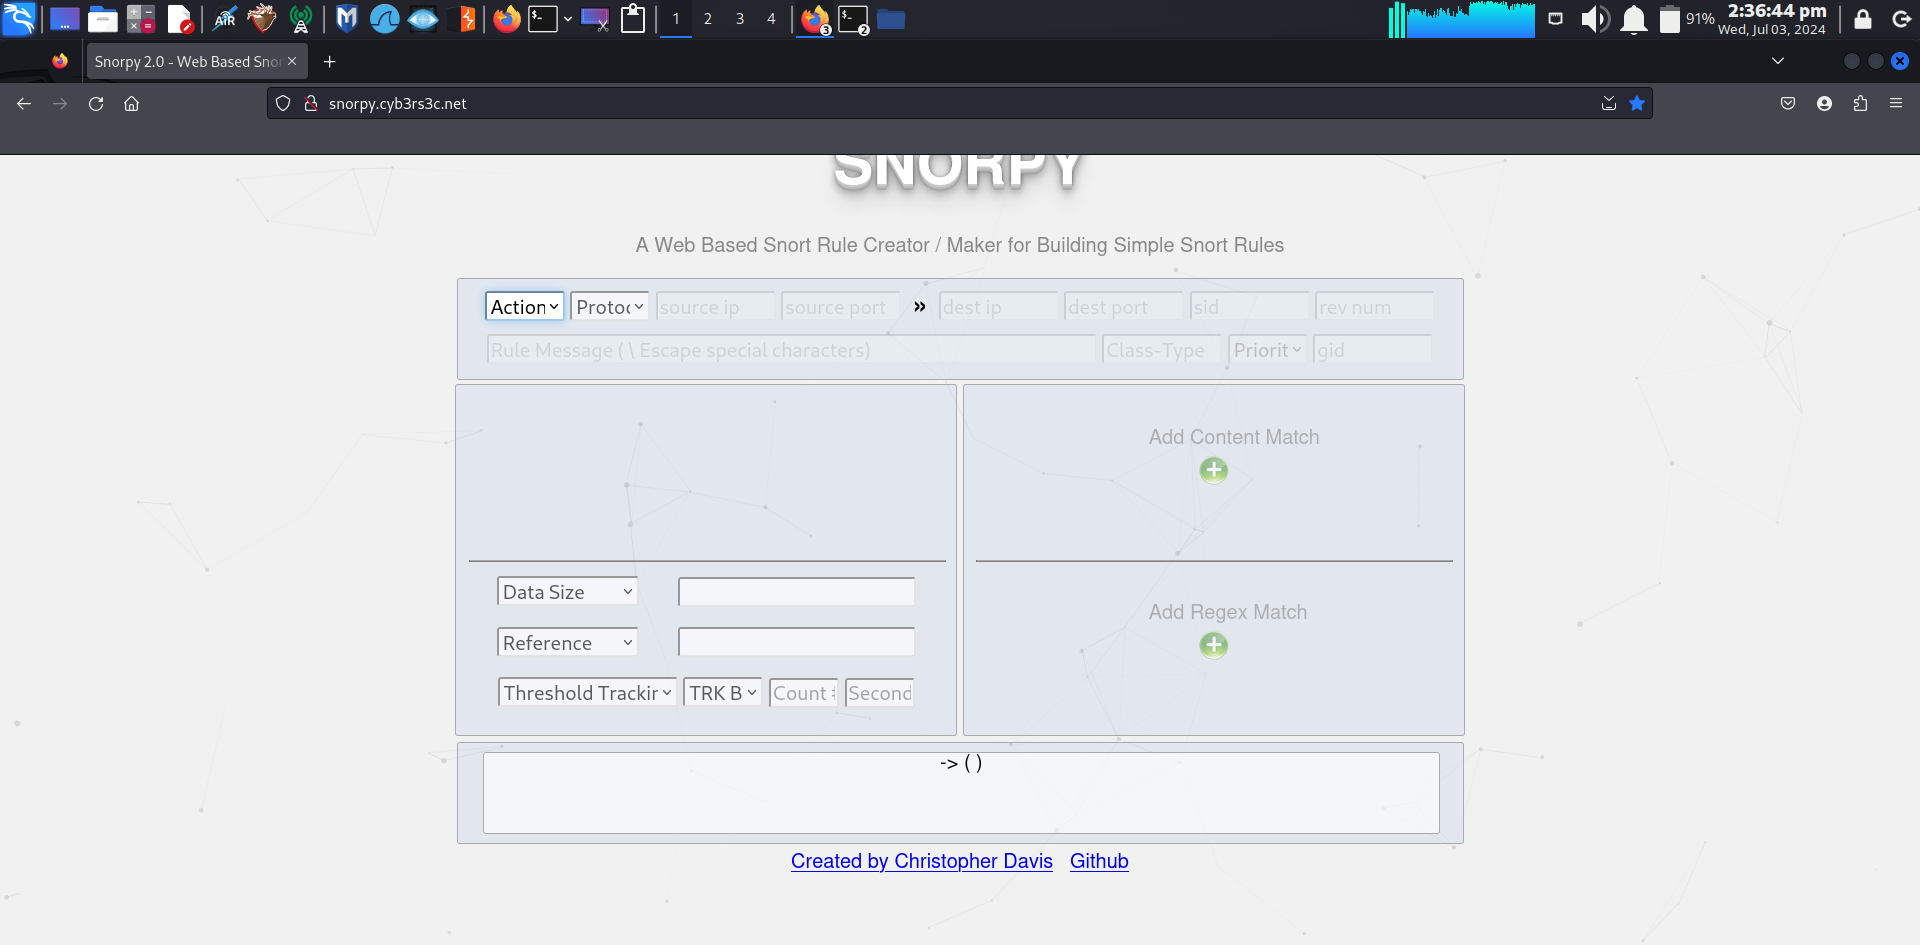 1 2 3 4
3
2
91%
2:36:44 pm
Wed, Jul 03, 2024
Snorpy 2.0 - Web Based Snor
snorpy.cyb3rs3c.net
SNORPY
A Web Based Snort Rule Creator / Maker for Building Simple Snort Rules
Action Protoc source ip source port » dest ip dest port sid rev num
Rule Message ( \ Escape special characters) Class-Type Priorit gid
Add Content Match
Data Size
Add Regex Match
Reference
Threshold Trackir TRK B Count Second
-> ( )
Created by Christopher Davis Github